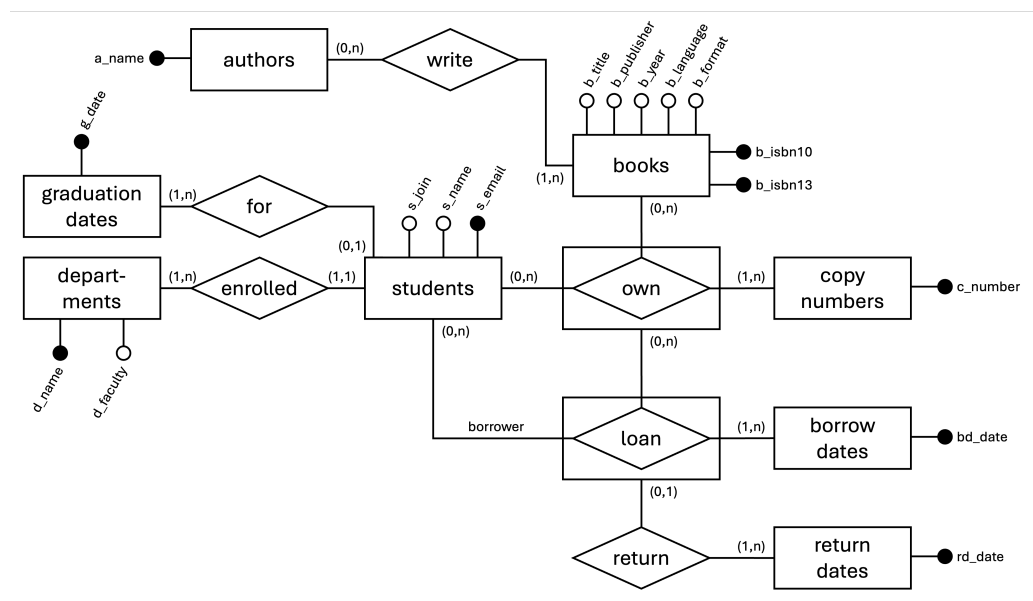 a_name
authors
(0,n)
write
b_title
b_publisher
b_year
b_language
b_format
books
b_isbn10
b_isbn13
(1,n)
(0,n)
g_date
graduation
dates
(1,n)
for
(0,1)
s_join
s_name
s_email
depart-
ments
(1,n)
enrolled
(1,1)
students
(0,n)
own
(1,n)
copy
numbers
c_number
d_name
d_faculty
(0,n)
(0,n)
borrower
loan
(1,n)
borrow
dates
bd_date
(0,1)
return
(1,n)
return
dates
rd_date